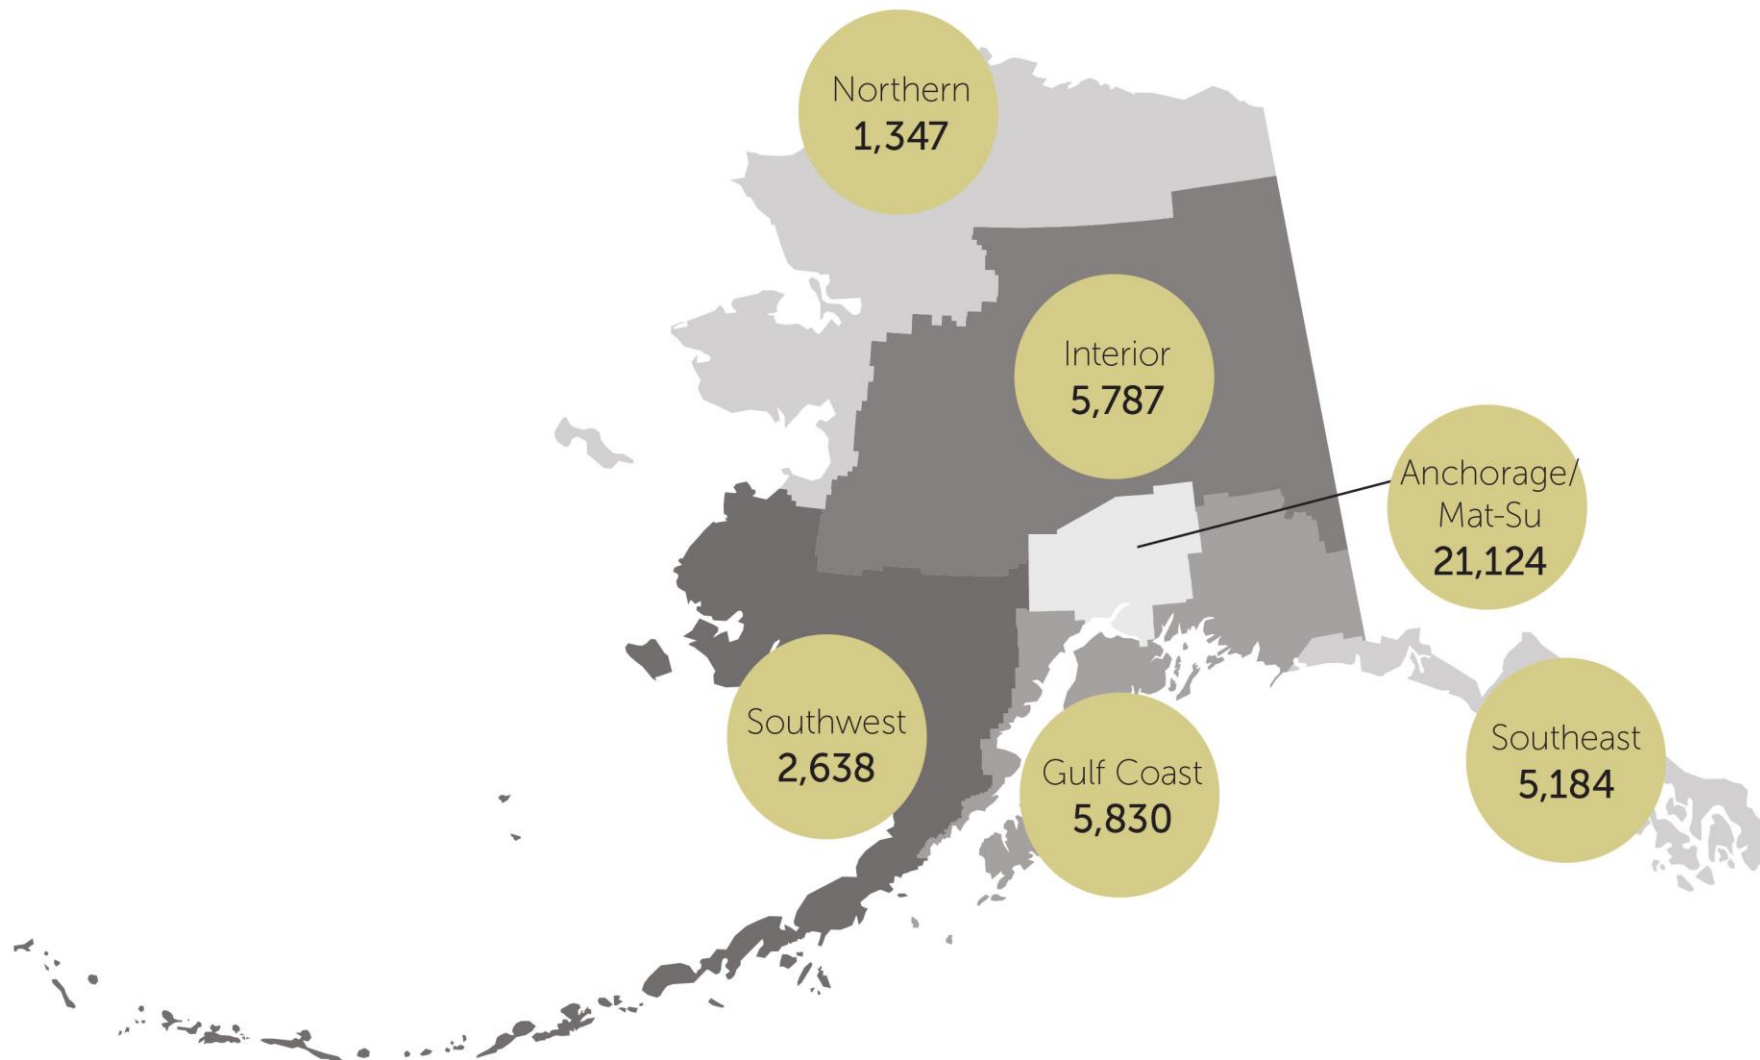 Northern
1,347
Interior
5,787
Anchorage/
Mat-Su
21,124
Southwest
2,638
Gulf Coast
5,830
Southeast
5,184